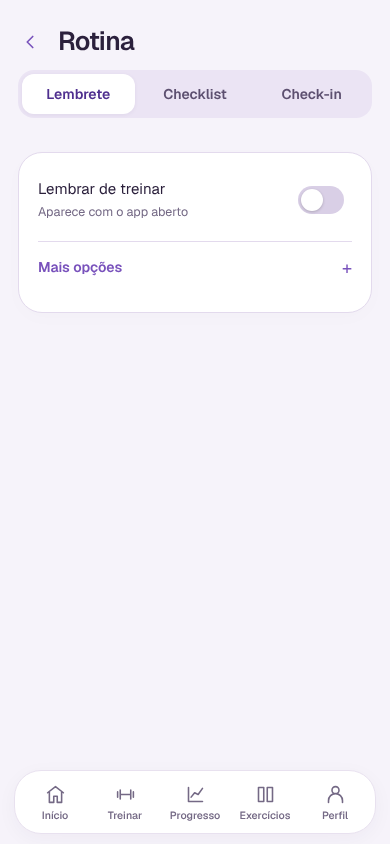 Rotina
Lembrete
Checklist
Check-in
Lembrar de treinar
Aparece com o app aberto
Mais opções
+
Início
Treinar
Progresso
Exercícios
Perfil